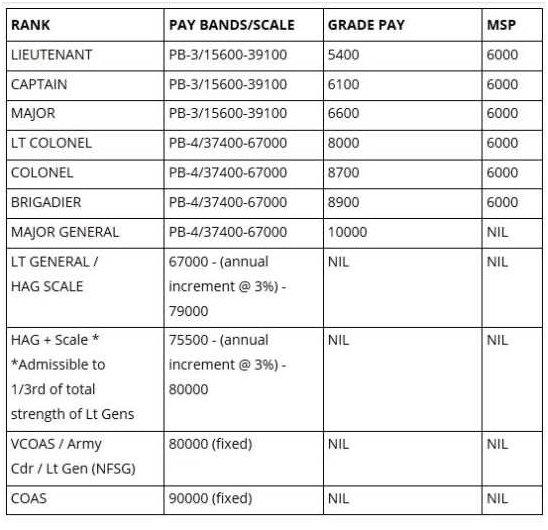 RANK PAY BANDS/SCALE GRADE PAY MSP
LIEUTENANT PB-3/15600-39100 5400 6000
CAPTAIN PB-3/15600-39100 6100 6000
MAJOR PB-3/15600-39100 6600 6000
LT COLONEL PB-4/37400-67000 8000 6000
COLONEL PB-4/37400-67000 8700 6000
BRIGADIER PB-4/37400-67000 8900 6000
MAJOR GENERAL PB-4/37400-67000 10000 NIL
LT GENERAL / 67000 - (annual NIL NIL
HAG SCALE increment @ 3%) -
79000
HAG + Scale * 75500 - (annual NIL NIL
*Admissible to increment @ 3%) -
1/3rd of total 80000
strength of Lt Gens
VCOAS / Army 80000 (fixed) NIL NIL
Cdr / Lt Gen (NFSG)
COAS 90000 (fixed) NIL NIL